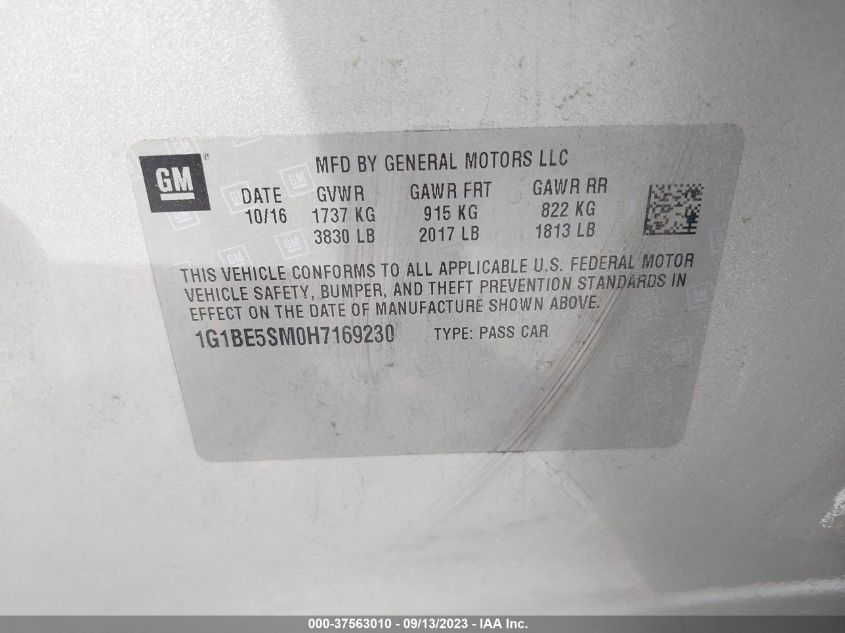 GM
MFD BY GENERAL MOTORS LLC
DATE GVWR GAWR FRT GAWR RR
10/16 1737 KG 915 KG 822 KG
3830 LB 2017 LB 1813 LB
THIS VEHICLE CONFORMS TO ALL APPLICABLE U.S. FEDERAL MOTOR
VEHICLE SAFETY, BUMPER, AND THEFT PREVENTION STANDARDS IN
EFFECT ON THE DATE OF MANUFACTURE SHOWN ABOVE.
1G1BE5SM0H7169230 TYPE: PASS CAR
000-37563010 - 09/13/2023 - IAA Inc.